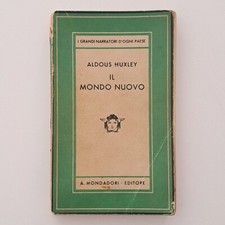 I GRANDI NARRATORI D'OGNI PAESE
ALDOUS HUXLEY
IL
MONDO NUOVO
A. MONDADORI - EDITORE